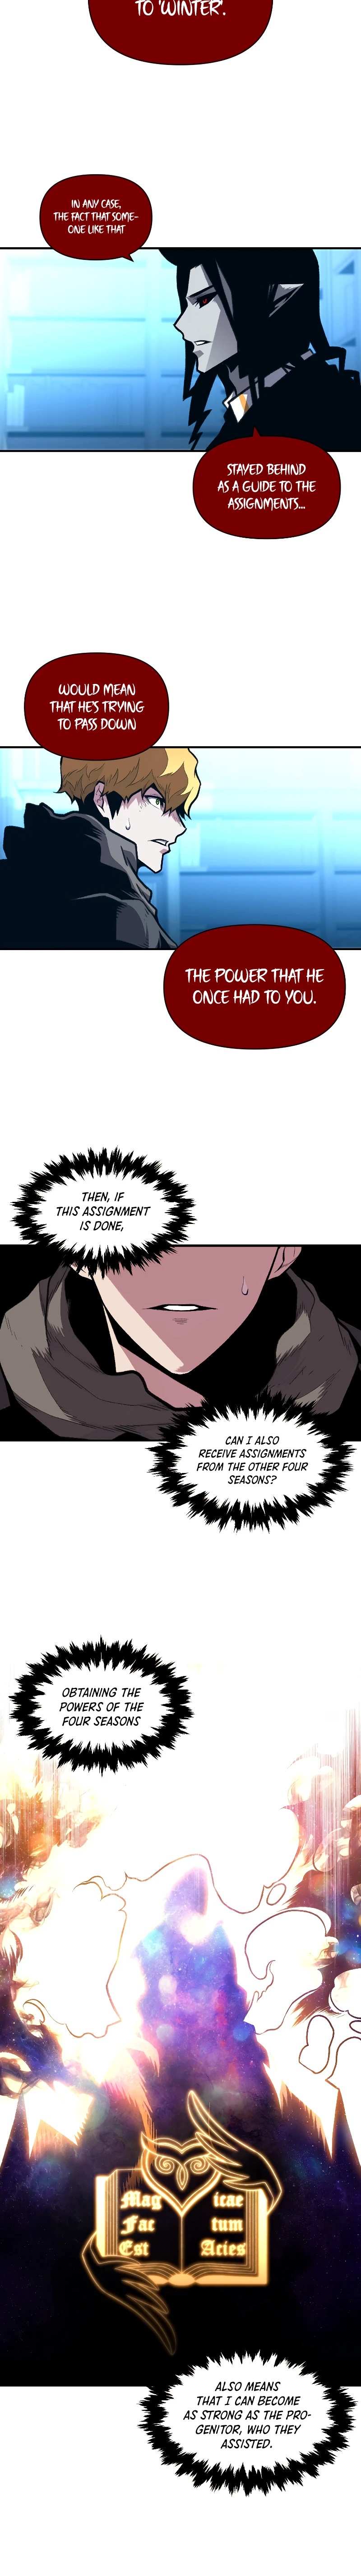 TO 'WINTER'.
IN ANY CASE,
THE FACT THAT SOME-
ONE LIKE THAT
STAYED BEHIND
AS A GUIDE TO THE
ASSIGNMENTS...
WOULD MEAN
THAT HE'S TRYING
TO PASS DOWN
THE POWER THAT HE
ONCE HAD TO YOU.
THEN, IF
THIS ASSIGNMENT
IS DONE,
CAN I ALSO
RECEIVE ASSIGNMENTS
FROM THE OTHER FOUR
SEASONS?
OBTAINING THE
POWERS OF THE
FOUR SEASONS
Mag icae
Fac tum
Est Acies
ALSO MEANS
THAT I CAN BECOME
AS STRONG AS THE PRO-
GENITOR, WHO THEY
ASSISTED.